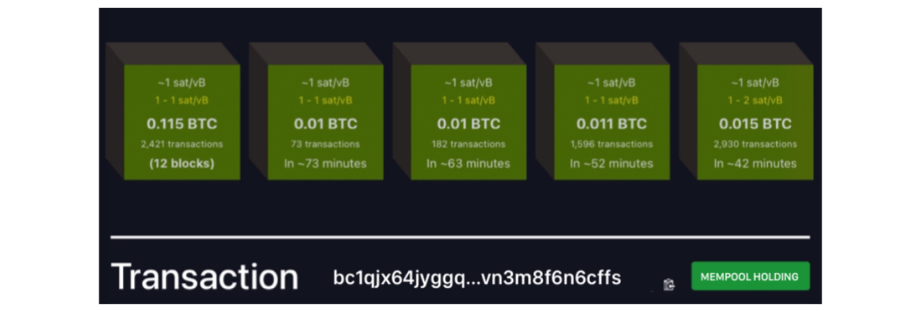 ~1 sat/vB
1 - 1 sat/vB
0.115 BTC
2,421 transactions
(12 blocks)
~1 sat/vB
1 - 1 sat/vB
0.01 BTC
73 transactions
In ~73 minutes
~1 sat/vB
1 - 1 sat/vB
0.01 BTC
182 transactions
In ~63 minutes
~1 sat/vB
1 - 1 sat/vB
0.011 BTC
1,596 transactions
In ~52 minutes
~1 sat/vB
1 - 2 sat/vB
0.015 BTC
2,930 transactions
In ~42 minutes
Transaction bc1qjx64jyggq...vn3m8f6n6cffs MEMPOOL HOLDING